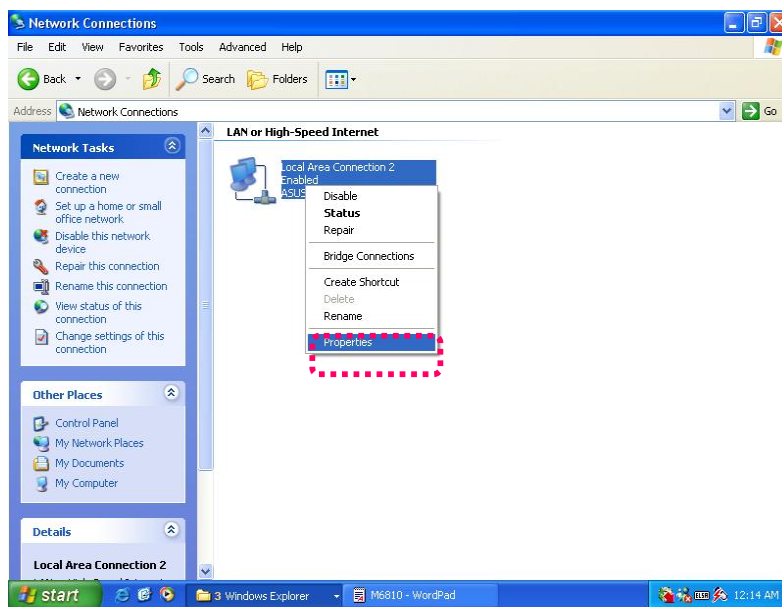 Network Connections
File Edit View Favorites Tools Advanced Help
Back Search Folders
Address Network Connections Go
Network Tasks
Create a new
connection
Set up a home or small
office network
Disable this network
device
Repair this connection
Rename this connection
View status of this
connection
Change settings of this
connection
Other Places
Control Panel
My Network Places
My Documents
My Computer
Details
Local Area Connection 2
LAN or High-Speed Internet
Local Area Connection 2
Enabled
ASUS
Disable
Status
Repair
Bridge Connections
Create Shortcut
Delete
Rename
Properties
start 3 Windows Explorer M6810 - WordPad 12:14 AM